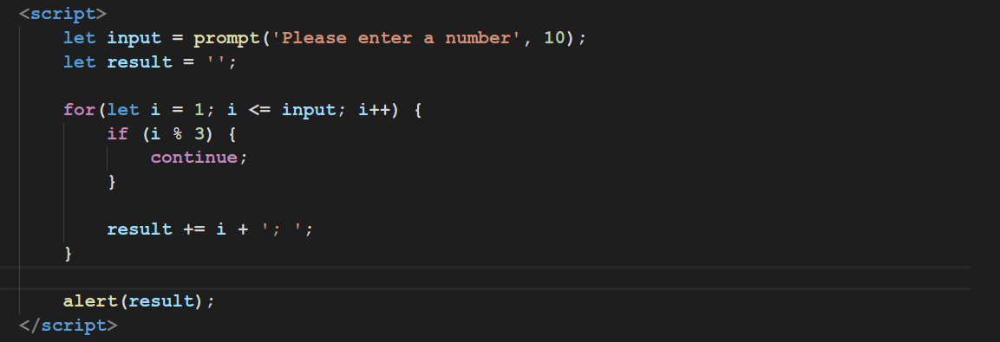 <script>
let input = prompt('Please enter a number', 10);
let result = '';
for(let i = 1; i <= input; i++) {
if (i % 3) {
continue;
}
result += i + '; ';
}
alert(result);
</script>